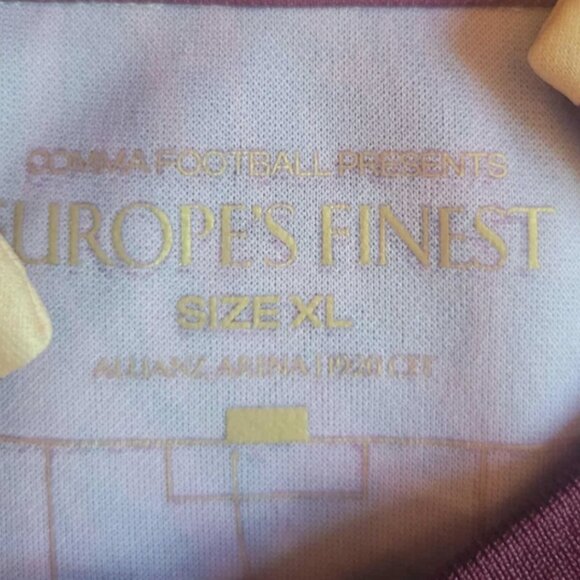 COMMA FOOTBALL PRESENTS
EUROPE'S FINEST
SIZE XL
ALLIANZ ARENA |